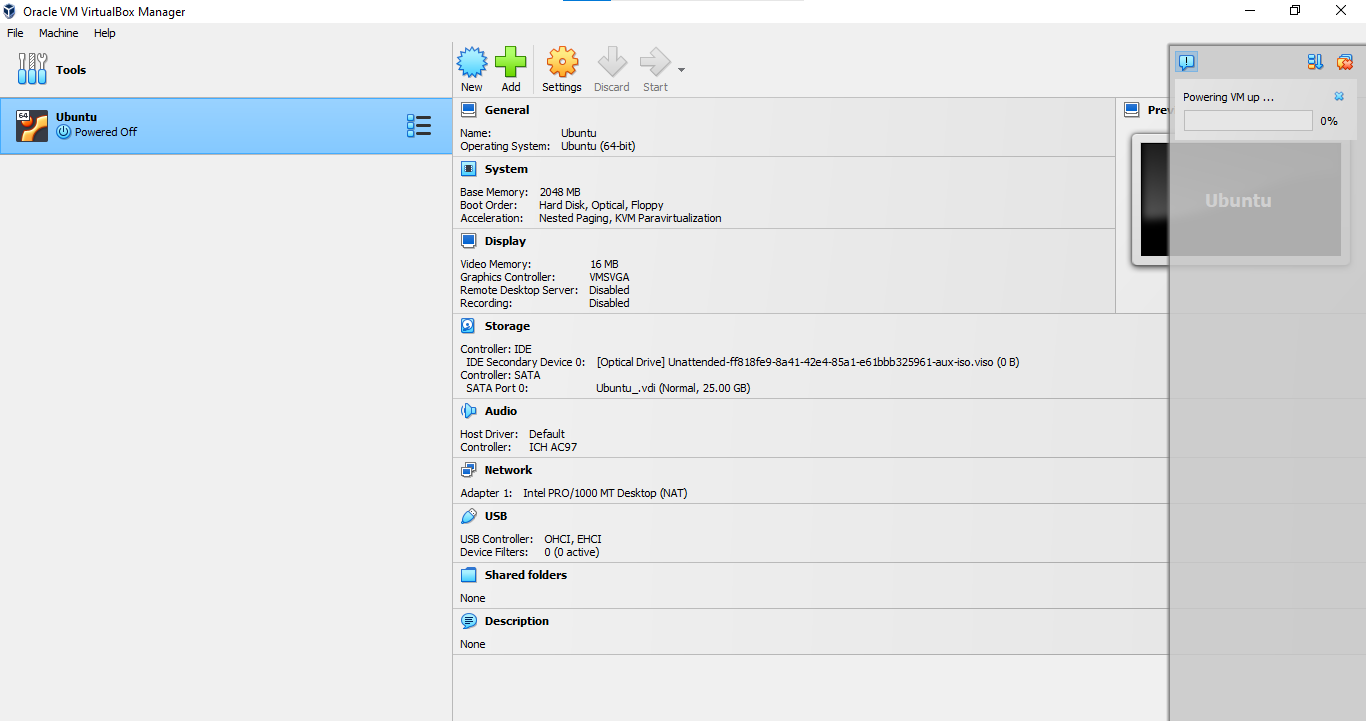 Oracle VM VirtualBox Manager
File Machine Help
Tools
New Add Settings Discard Start
64
Ubuntu
Powered Off
General
Name: Ubuntu
Operating System: Ubuntu (64-bit)
System
Base Memory: 2048 MB
Boot Order: Hard Disk, Optical, Floppy
Acceleration: Nested Paging, KVM Paravirtualization
Display
Video Memory: 16 MB
Graphics Controller: VMSVGA
Remote Desktop Server: Disabled
Recording: Disabled
Storage
Controller: IDE
IDE Secondary Device 0: [Optical Drive] Unattended-ff818fe9-8a41-42e4-85a1-e61bbb325961-aux-iso.viso (0 B)
Controller: SATA
SATA Port 0: Ubuntu_.vdi (Normal, 25.00 GB)
Audio
Host Driver: Default
Controller: ICH AC97
Network
Adapter 1: Intel PRO/1000 MT Desktop (NAT)
USB
USB Controller: OHCI, EHCI
Device Filters: 0 (0 active)
Shared folders
None
Description
None
Prev
Ubuntu
Powering VM up ...
0%